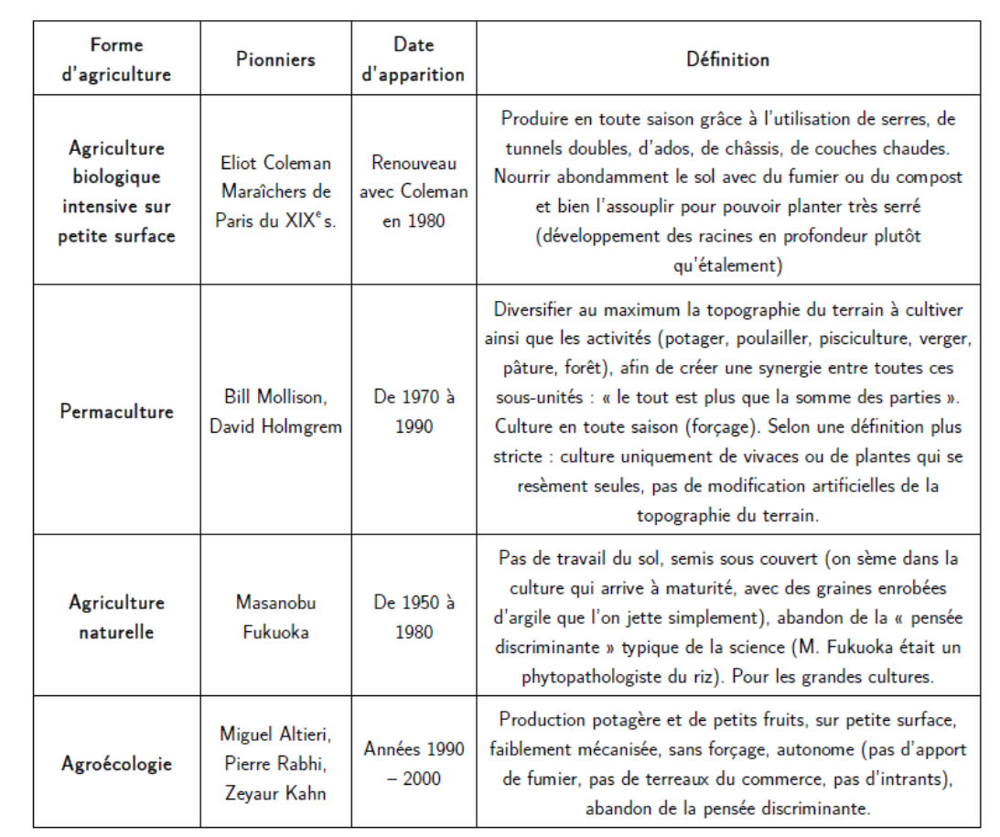 Forme
d'agriculture
Pionniers
Date
d'apparition
Définition
Agriculture
biologique
intensive sur
petite surface
Eliot Coleman
Maraîchers de
Paris du XIXᵉ s.
Renouveau
avec Coleman
en 1980
Produire en toute saison grâce à l'utilisation de serres, de
tunnels doubles, d'ados, de châssis, de couches chaudes.
Nourrir abondamment le sol avec du fumier ou du compost
et bien l'assouplir pour pouvoir planter très serré
(développement des racines en profondeur plutôt
qu'étalement)
Permaculture
Bill Mollison,
David Holmgrem
De 1970 à
1990
Diversifier au maximum la topographie du terrain à cultiver
ainsi que les activités (potager, poulailler, pisciculture, verger,
pâture, forêt), afin de créer une synergie entre toutes ces
sous-unités : « le tout est plus que la somme des parties ».
Culture en toute saison (forçage). Selon une définition plus
stricte : culture uniquement de vivaces ou de plantes qui se
resèment seules, pas de modification artificielles de la
topographie du terrain.
Agriculture
naturelle
Masanobu
Fukuoka
De 1950 à
1980
Pas de travail du sol, semis sous couvert (on sème dans la
culture qui arrive à maturité, avec des graines enrobées
d'argile que l'on jette simplement), abandon de la « pensée
discriminante » typique de la science (M. Fukuoka était un
phytopathologiste du riz). Pour les grandes cultures.
Agroécologie
Miguel Altieri,
Pierre Rabhi,
Zeyaur Kahn
Années 1990
– 2000
Production potagère et de petits fruits, sur petite surface,
faiblement mécanisée, sans forçage, autonome (pas d'apport
de fumier, pas de terreaux du commerce, pas d'intrants),
abandon de la pensée discriminante.